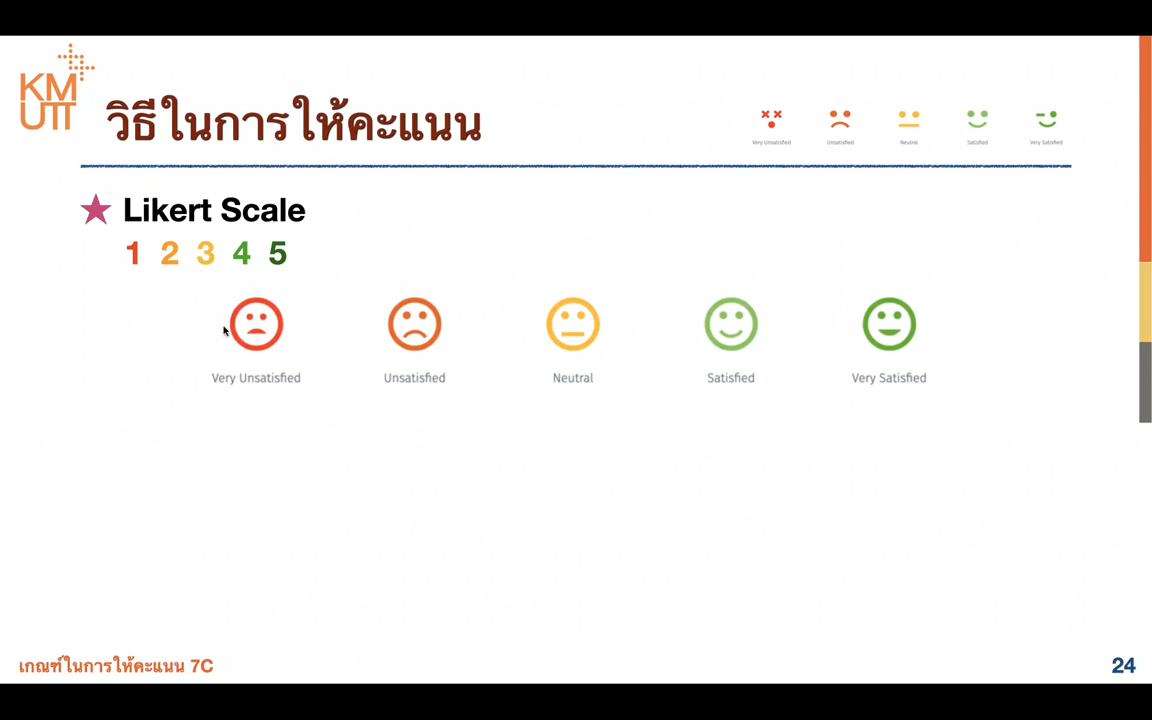 KM
UTT
วิธีในการให้คะแนน
Very Unsatisfied Unsatisfied Neutral Satisfied Very Satisfied
Likert Scale
1 2 3 4 5
Very Unsatisfied Unsatisfied Neutral Satisfied Very Satisfied
เกณฑ์ในการให้คะแนน 7C
24